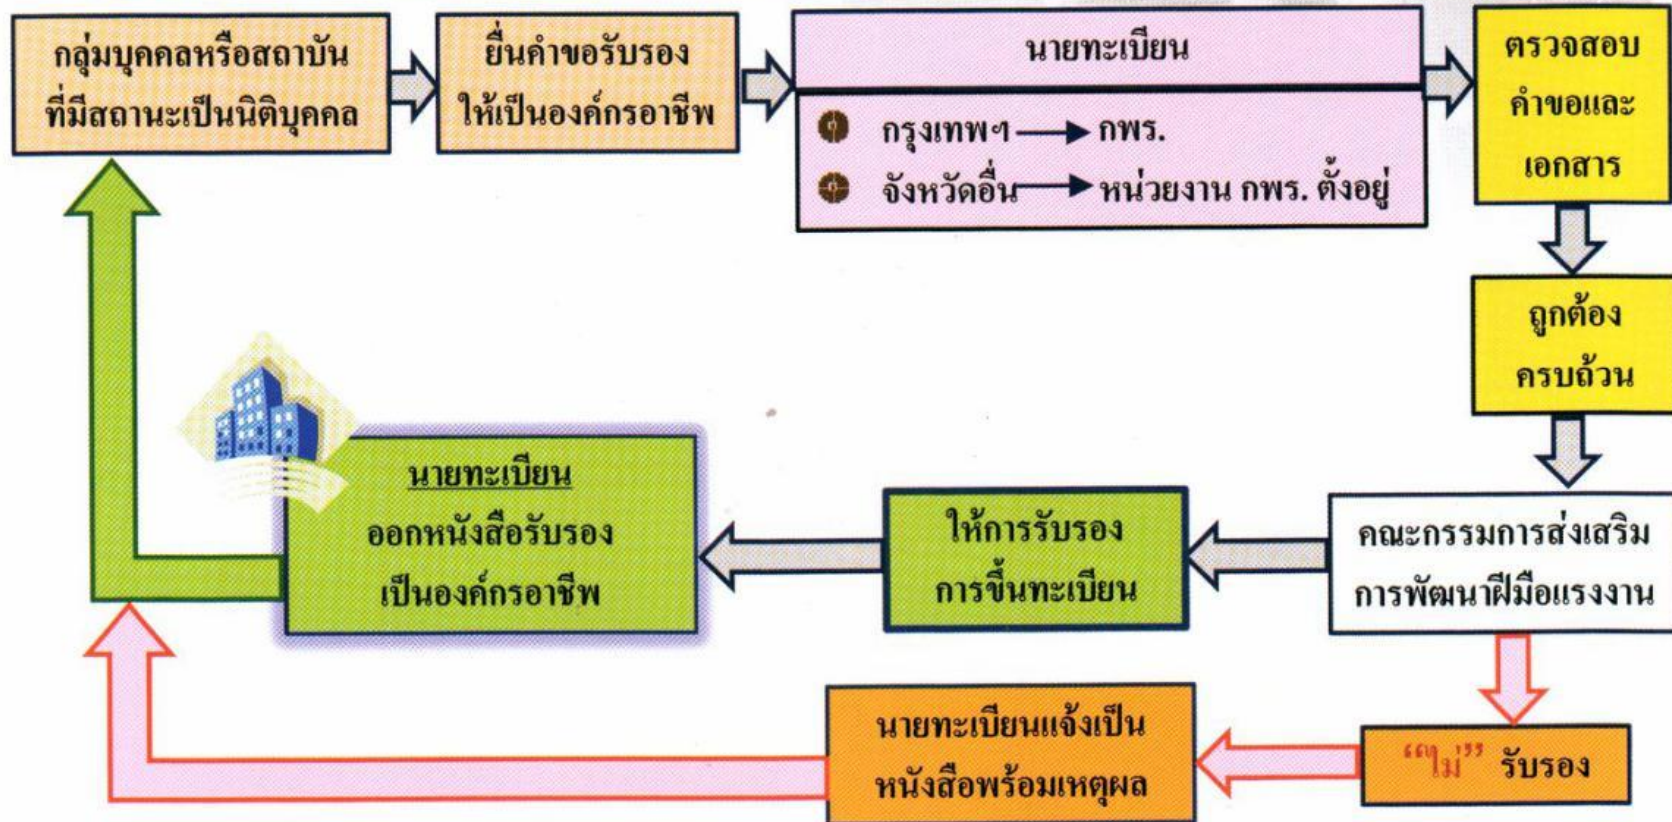 กลุ่มบุคคลหรือสถาบัน
ที่มีสถานะเป็นนิติบุคคล
ยื่นคำขอรับรอง
ให้เป็นองค์กรอาชีพ
นายทะเบียน
กรุงเทพฯ กพร.
จังหวัดอื่น หน่วยงาน กพร. ตั้งอยู่
ตรวจสอบ
คำขอและ
เอกสาร
ถูกต้อง
ครบถ้วน
คณะกรรมการส่งเสริม
การพัฒนาฝีมือแรงงาน
ให้การรับรอง
การขึ้นทะเบียน
นายทะเบียน
ออกหนังสือรับรอง
เป็นองค์กรอาชีพ
“ไม่” รับรอง
นายทะเบียนแจ้งเป็น
หนังสือพร้อมเหตุผล